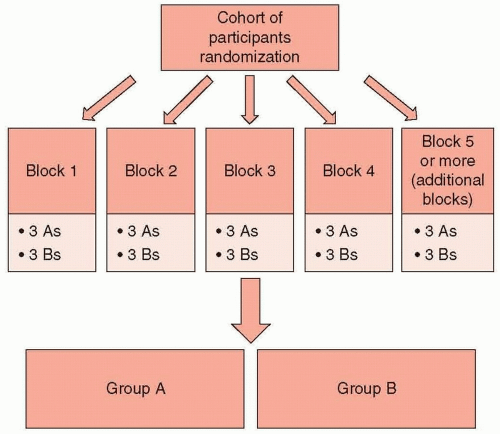 Cohort of
participants
randomization
Block 1
Block 2
Block 3
Block 4
Block 5
or more
(additional
blocks)
• 3 As
• 3 Bs
• 3 As
• 3 Bs
• 3 As
• 3 Bs
• 3 As
• 3 Bs
• 3 As
• 3 Bs
Group A
Group B